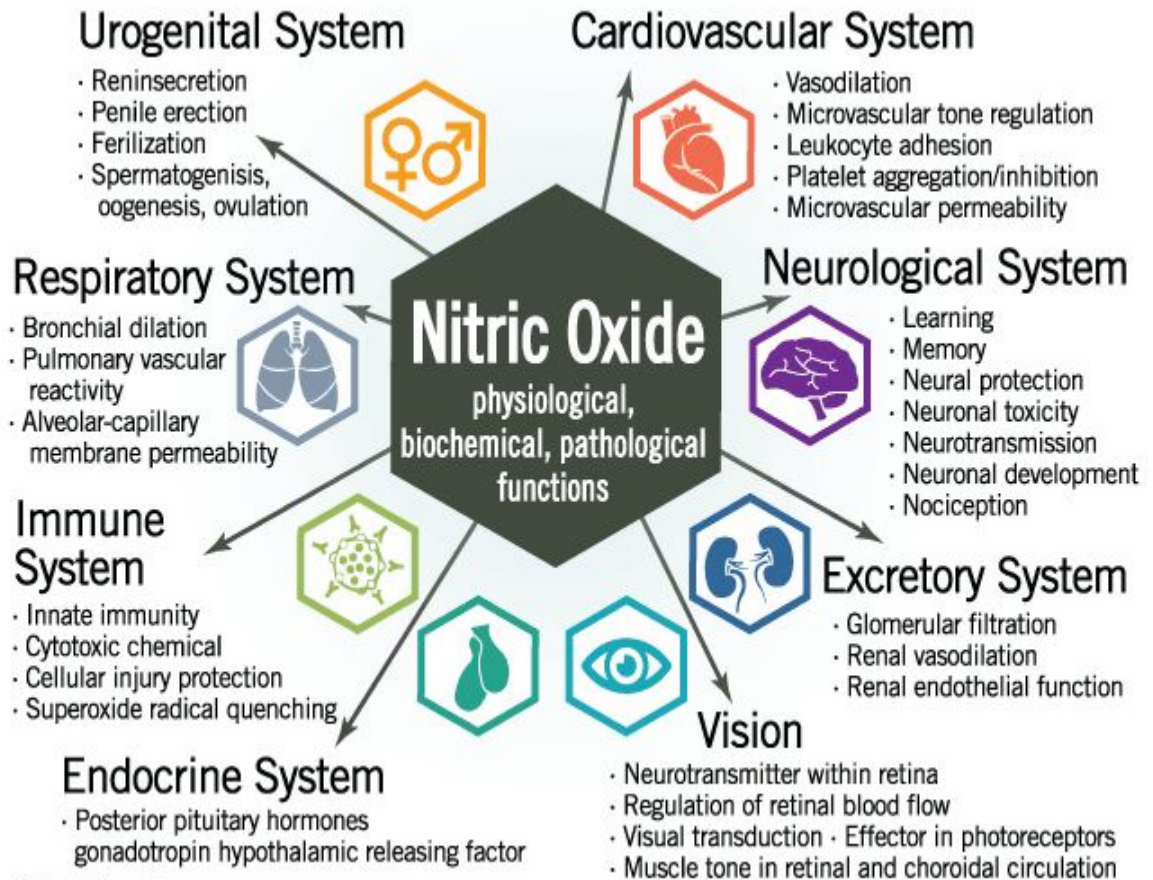 Urogenital System
· Reninsecretion
· Penile erection
· Ferilization
· Spermatogenisis,
oogenesis, ovulation
Cardiovascular System
· Vasodilation
· Microvascular tone regulation
· Leukocyte adhesion
· Platelet aggregation/inhibition
· Microvascular permeability
Respiratory System
· Bronchial dilation
· Pulmonary vascular
reactivity
· Alveolar-capillary
membrane permeability
Nitric Oxide
physiological,
biochemical, pathological
functions
Neurological System
· Learning
· Memory
· Neural protection
· Neuronal toxicity
· Neurotransmission
· Neuronal development
· Nociception
Immune
System
· Innate immunity
· Cytotoxic chemical
· Cellular injury protection
· Superoxide radical quenching
Excretory System
· Glomerular filtration
· Renal vasodilation
· Renal endothelial function
Endocrine System
· Posterior pituitary hormones
gonadotropin hypothalamic releasing factor
Vision
· Neurotransmitter within retina
· Regulation of retinal blood flow
· Visual transduction · Effector in photoreceptors
· Muscle tone in retinal and choroidal circulation